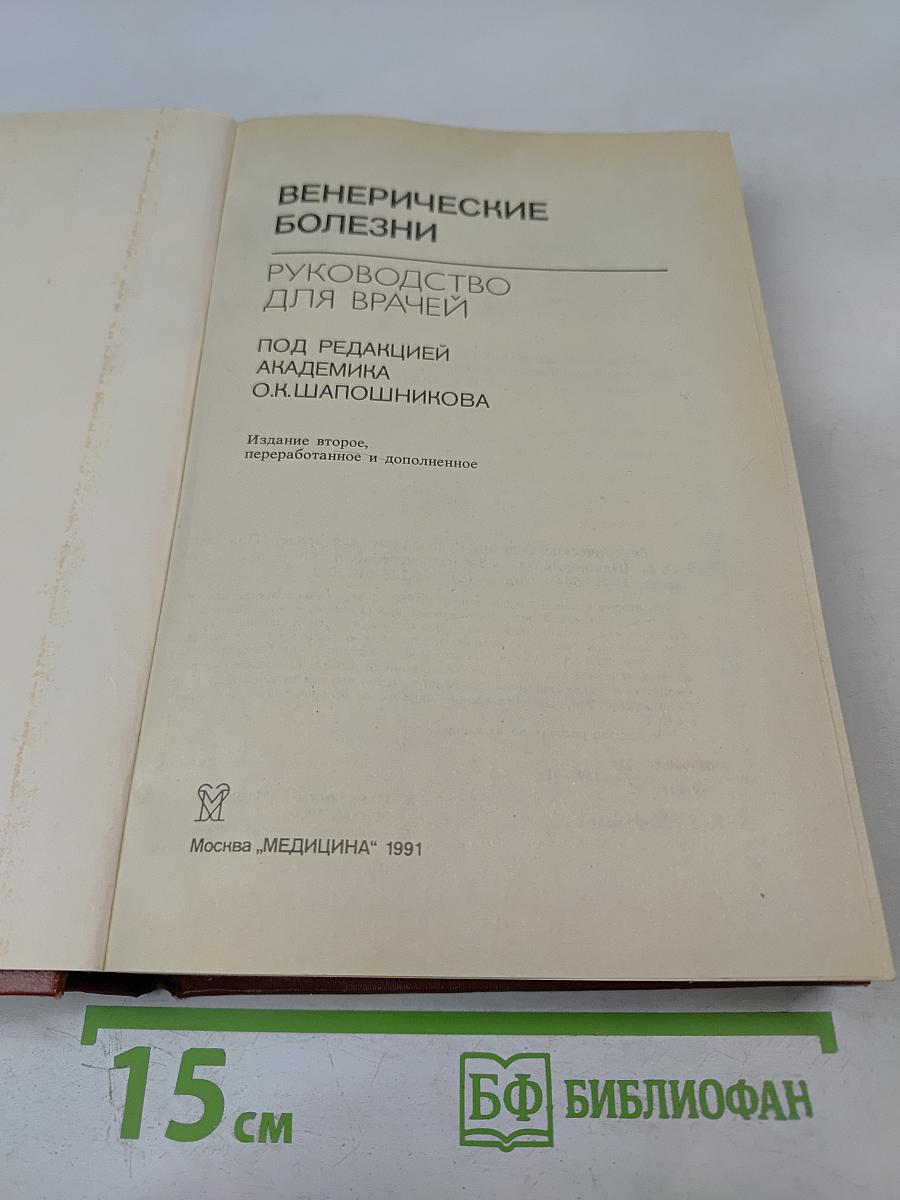 ВЕНЕРИЧЕСКИЕ
БОЛЕЗНИ
РУКОВОДСТВО
ДЛЯ ВРАЧЕЙ
ПОД РЕДАКЦИЕЙ
АКАДЕМИКА
О.К.ШАПОШНИКОВА
Издание второе,
переработанное и дополненное
Москва „МЕДИЦИНА“ 1991
15 см
БФ БИБЛИОФАН